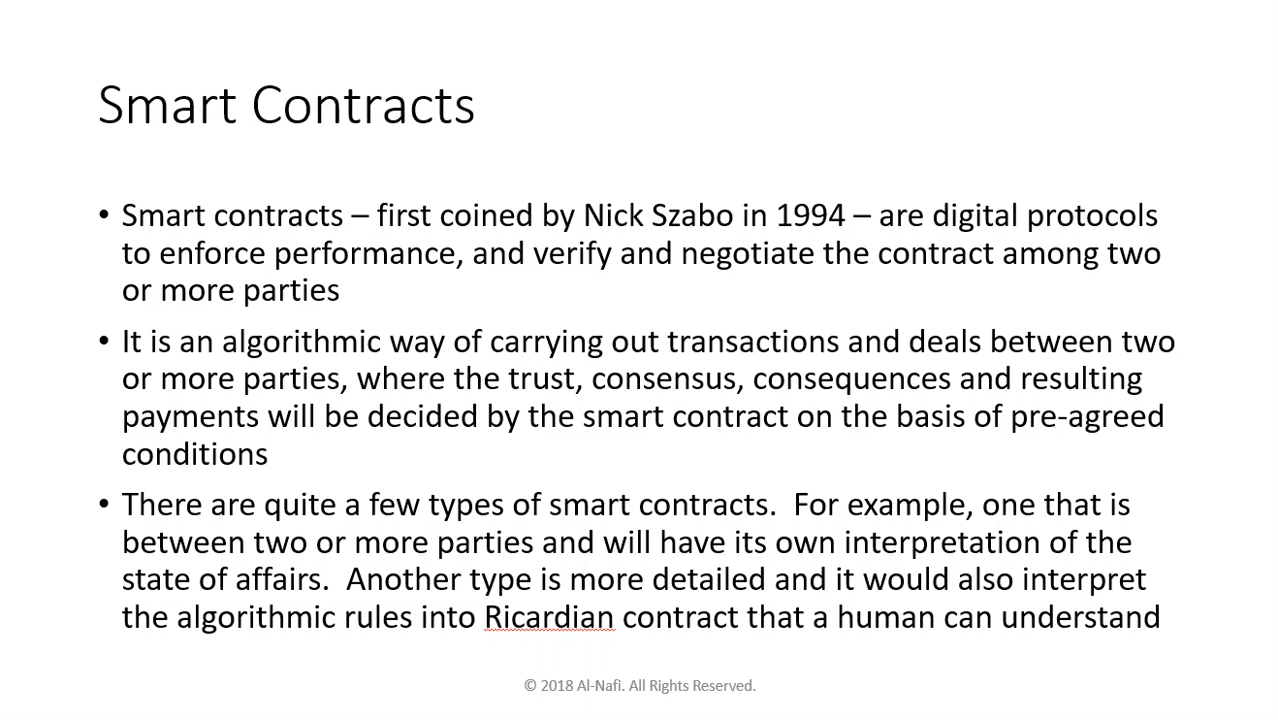 Smart Contracts
• Smart contracts – first coined by Nick Szabo in 1994 – are digital protocols
to enforce performance, and verify and negotiate the contract among two
or more parties
• It is an algorithmic way of carrying out transactions and deals between two
or more parties, where the trust, consensus, consequences and resulting
payments will be decided by the smart contract on the basis of pre-agreed
conditions
• There are quite a few types of smart contracts.  For example, one that is
between two or more parties and will have its own interpretation of the
state of affairs.  Another type is more detailed and it would also interpret
the algorithmic rules into Ricardian contract that a human can understand
© 2018 Al-Nafi. All Rights Reserved.